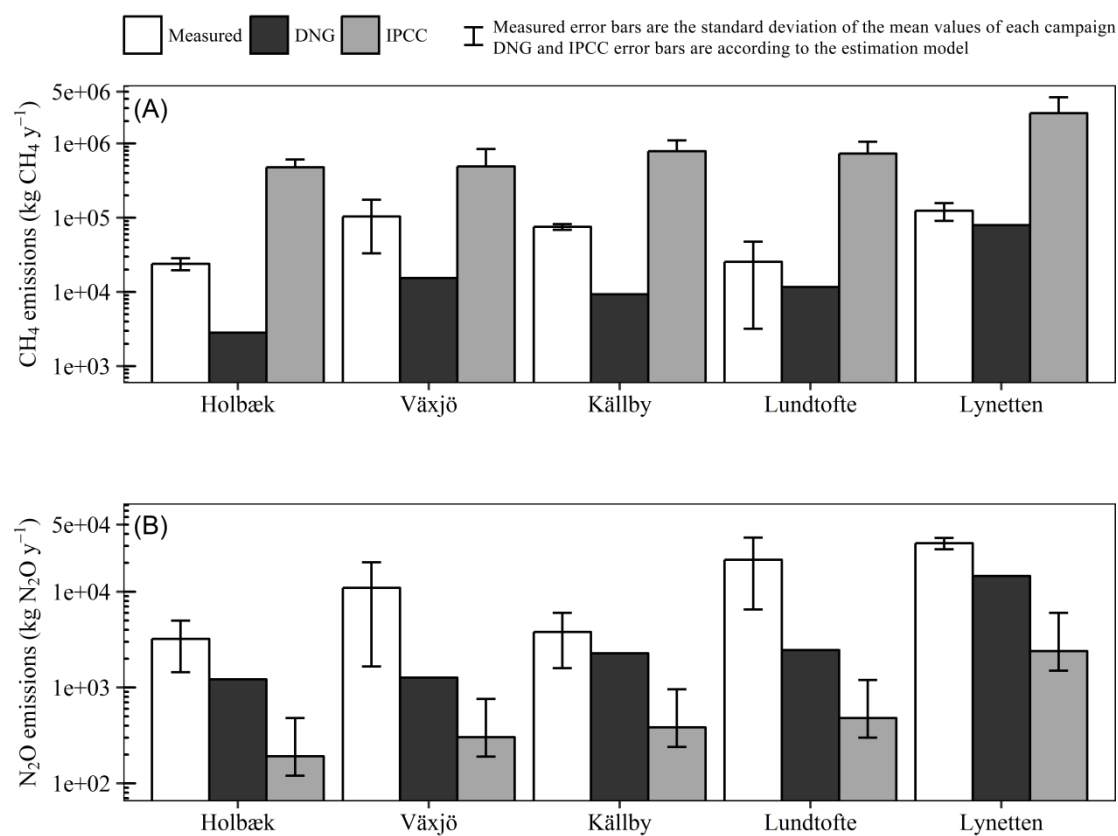 Measured DNG IPCC
Measured error bars are the standard deviation of the mean values of each campaign
DNG and IPCC error bars are according to the estimation model
(A)
CH₄ emissions (kg CH₄ y⁻¹)
5e+06
1e+06
1e+05
1e+04
1e+03
Holbæk Växjö Källby Lundtofte Lynetten
(B)
N₂O emissions (kg N₂O y⁻¹)
5e+04
1e+04
1e+03
1e+02
Holbæk Växjö Källby Lundtofte Lynetten